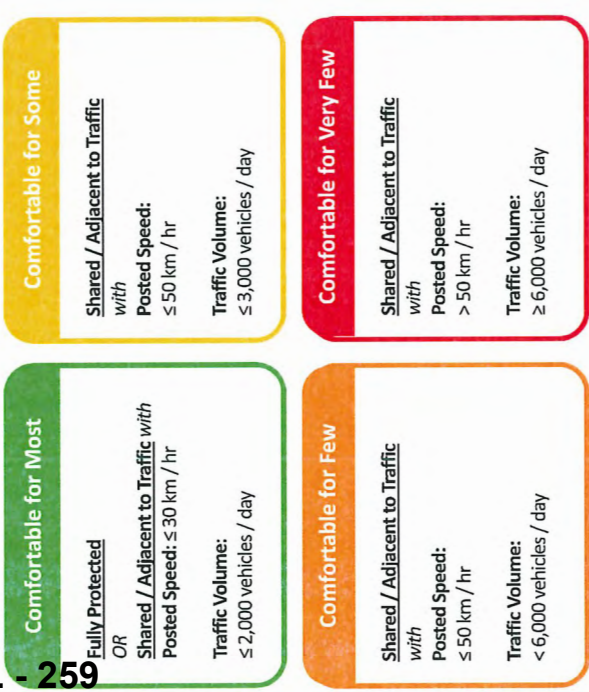 Comfortable for Most
Fully Protected
OR
Shared / Adjacent to Traffic with
Posted Speed: ≤ 30 km / hr
Traffic Volume:
≤ 2,000 vehicles / day
Comfortable for Some
Shared / Adjacent to Traffic
with
Posted Speed:
≤ 50 km / hr
Traffic Volume:
≤ 3,000 vehicles / day
Comfortable for Few
Shared / Adjacent to Traffic
with
Posted Speed:
≤ 50 km / hr
Traffic Volume:
< 6,000 vehicles / day
Comfortable for Very Few
Shared / Adjacent to Traffic
with
Posted Speed:
> 50 km / hr
Traffic Volume:
≥ 6,000 vehicles / day
- 259